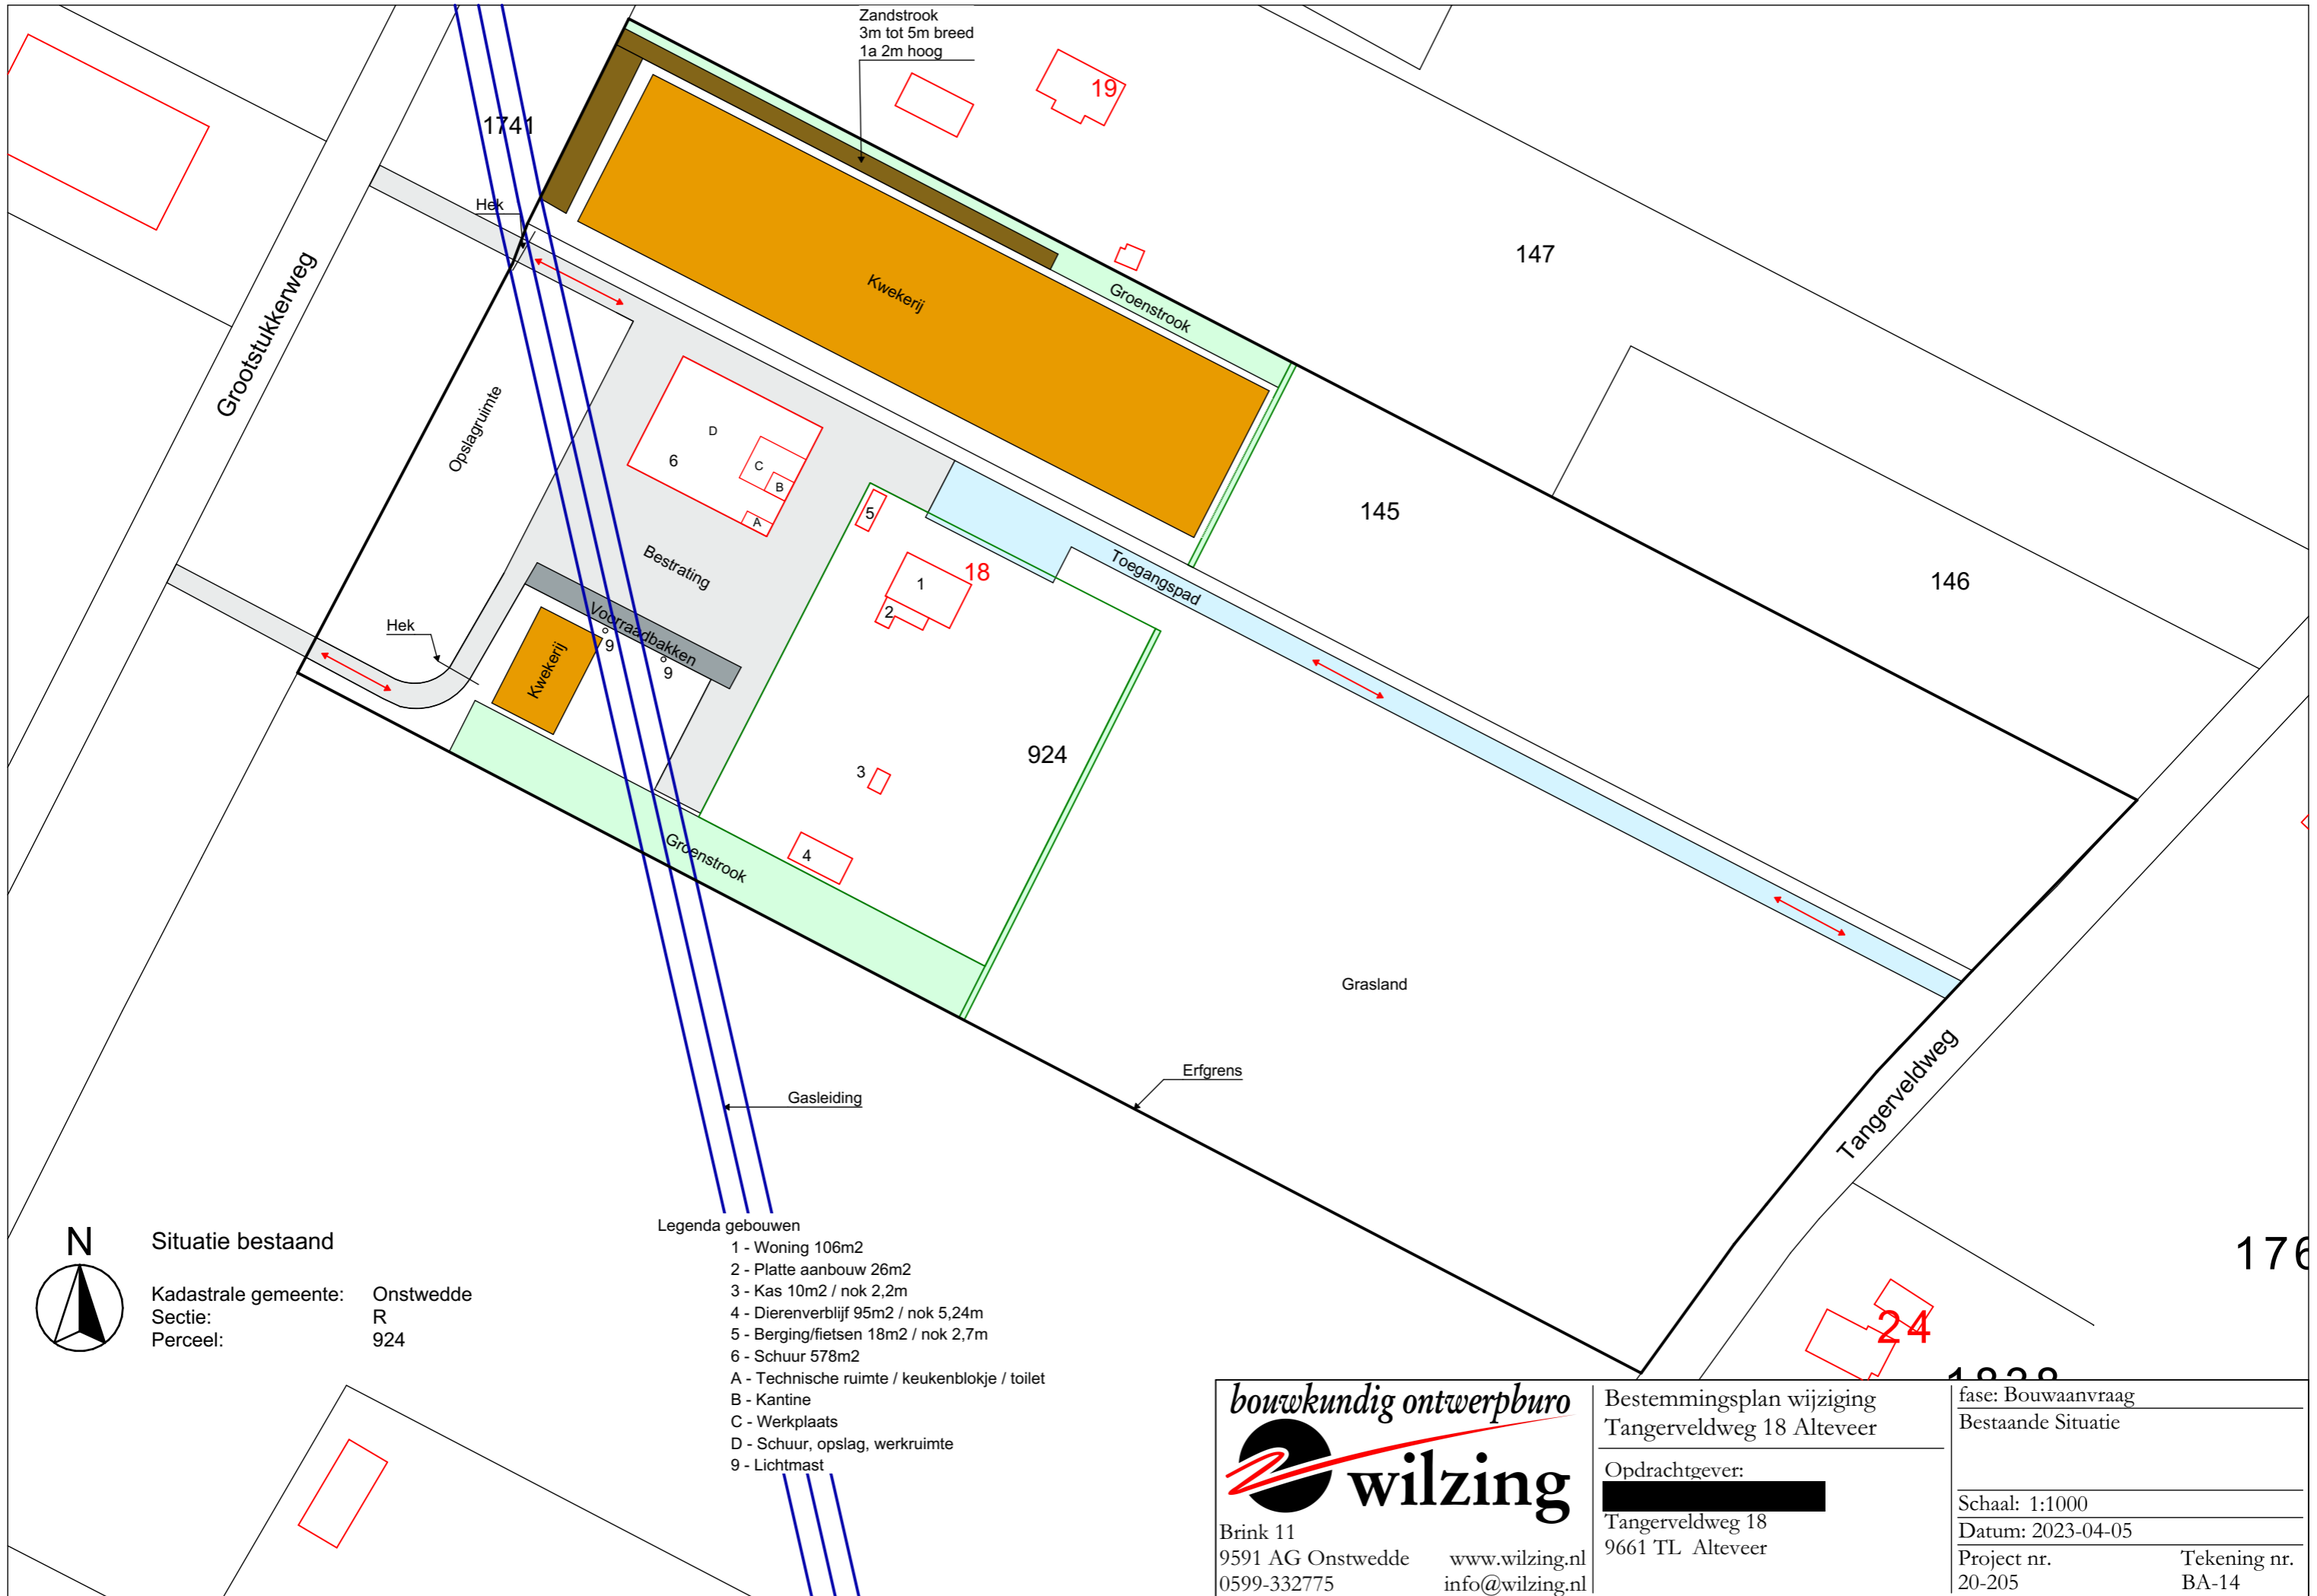 Zandstrook
3m tot 5m breed
1a 2m hoog
19
1741
Hek
147
Grootstukkerweg
Kwekerij
Groenstrook
Opslagruimte
D
6
C
B
A
5
145
146
Bestrating
Toegangspad
18
1
2
Hek
Voorraadbakken
9
9
Kwekerij
924
3
4
Groenstrook
Grasland
Erfgrens
Gasleiding
Tangerveldweg
24
N
Situatie bestaand
Kadastrale gemeente: Onstwedde
Sectie: R
Perceel: 924
Legenda gebouwen
1 - Woning 106m2
2 - Platte aanbouw 26m2
3 - Kas 10m2 / nok 2,2m
4 - Dierenverblijf 95m2 / nok 5,24m
5 - Berging/fietsen 18m2 / nok 2,7m
6 - Schuur 578m2
A - Technische ruimte / keukenblokje / toilet
B - Kantine
C - Werkplaats
D - Schuur, opslag, werkruimte
9 - Lichtmast
bouwkundig ontwerpburo
wilzing
Brink 11
9591 AG Onstwedde www.wilzing.nl
0599-332775 info@wilzing.nl
Bestemmingsplan wijziging
Tangerveldweg 18 Alteveer
Opdrachtgever:
Tangerveldweg 18
9661 TL Alteveer
fase: Bouwaanvraag
Bestaande Situatie
Schaal: 1:1000
Datum: 2023-04-05
Project nr. Tekening nr.
20-205 BA-14